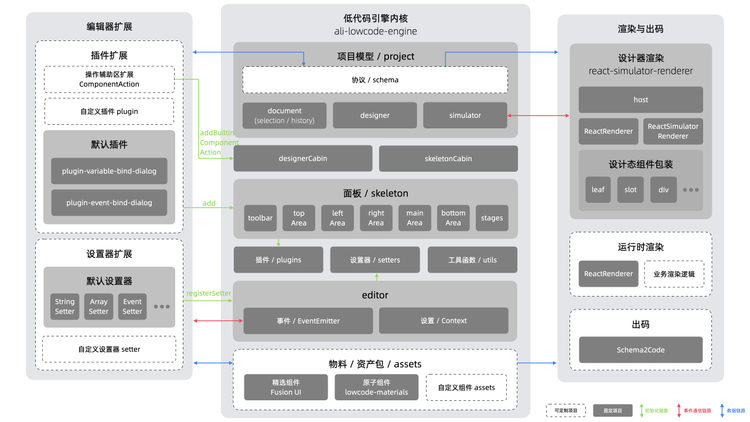 编辑器扩展
插件扩展
操作辅助区扩展
ComponentAction
自定义插件 plugin
默认插件
plugin-variable-bind-dialog
plugin-event-bind-dialog
设置器扩展
默认设置器
String
Setter
Array
Setter
Event
Setter
自定义设置器 setter
addBuiltin
Component
Action
add
registerSetter
低代码引擎内核
ali-lowcode-engine
项目模型 / project
协议 / schema
document
(selection / history)
designer
simulator
designerCabin
skeletonCabin
面板 / skeleton
toolbar
top
Area
left
Area
right
Area
main
Area
bottom
Area
stages
插件 / plugins
设置器 / setters
工具函数 / utils
editor
事件 / EventEmitter
设置 / Context
物料 / 资产包 / assets
精选组件
Fusion UI
原子组件
lowcode-materials
自定义组件 assets
渲染与出码
设计器渲染
react-simulator-renderer
host
ReactRenderer
ReactSimulator
Renderer
设计态组件包装
leaf
slot
div
运行时渲染
ReactRenderer
业务渲染逻辑
出码
Schema2Code
可定制项目
固定项目
初始化链路
事件通信链路
数据链路